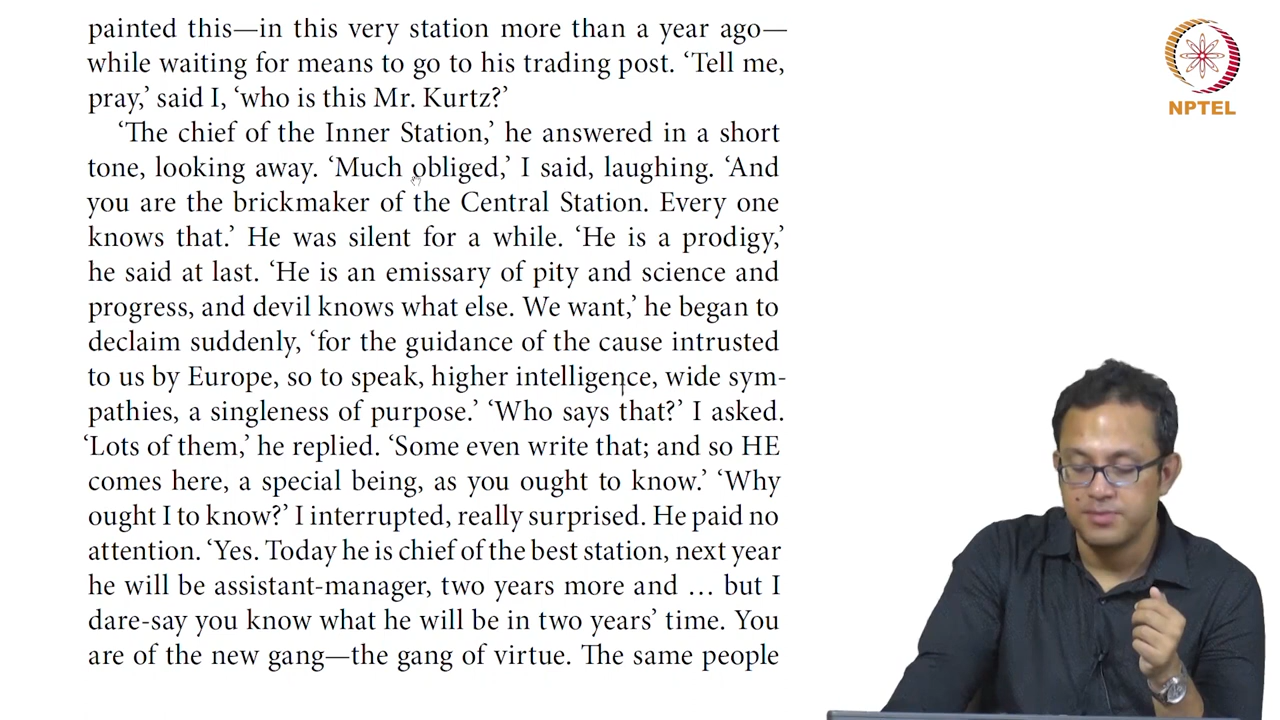 painted this—in this very station more than a year ago—
while waiting for means to go to his trading post. ‘Tell me,
pray,’ said I, ‘who is this Mr. Kurtz?’
‘The chief of the Inner Station,’ he answered in a short
tone, looking away. ‘Much obliged,’ I said, laughing. ‘And
you are the brickmaker of the Central Station. Every one
knows that.’ He was silent for a while. ‘He is a prodigy,’
he said at last. ‘He is an emissary of pity and science and
progress, and devil knows what else. We want,’ he began to
declaim suddenly, ‘for the guidance of the cause intrusted
to us by Europe, so to speak, higher intelligence, wide sym-
pathies, a singleness of purpose.’ ‘Who says that?’ I asked.
‘Lots of them,’ he replied. ‘Some even write that; and so HE
comes here, a special being, as you ought to know.’ ‘Why
ought I to know?’ I interrupted, really surprised. He paid no
attention. ‘Yes. Today he is chief of the best station, next year
he will be assistant-manager, two years more and … but I
dare-say you know what he will be in two years’ time. You
are of the new gang—the gang of virtue. The same people
NPTEL